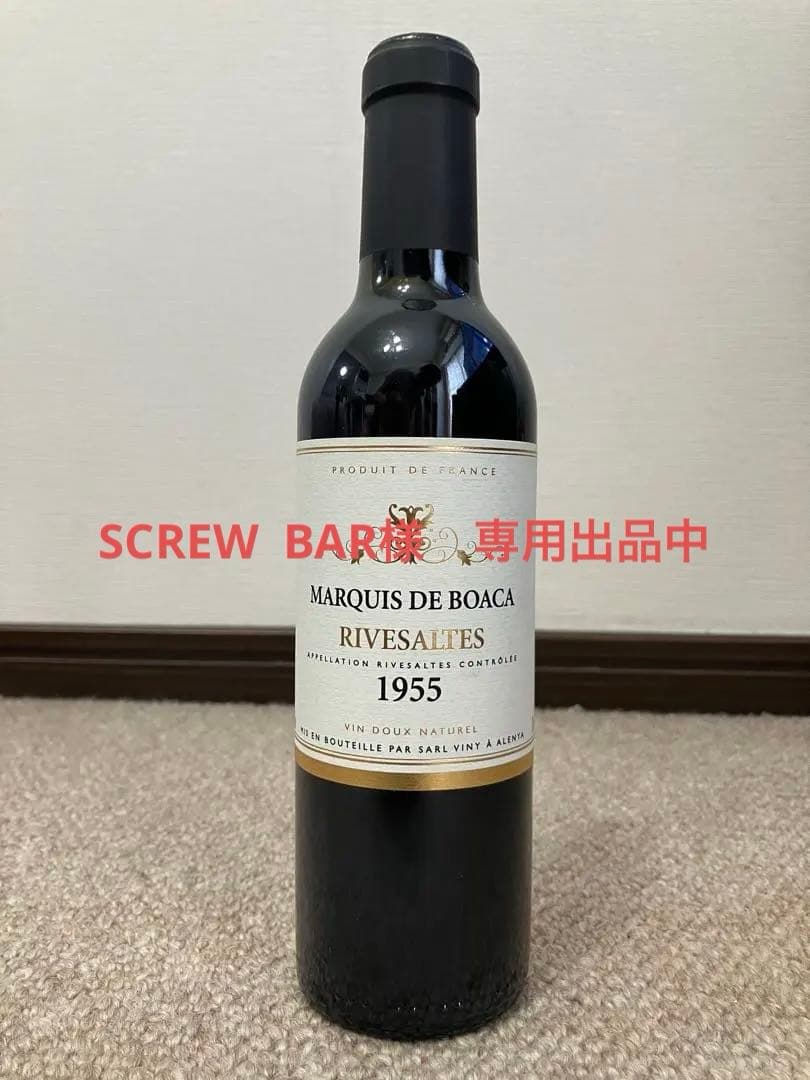 PRODUIT DE FRANCE
SCREW BAR様 専用出品中
MARQUIS DE BOACA
RIVESALTES
APPELLATION RIVESALTES CONTRÔLÉE
1955
VIN DOUX NATUREL
MIS EN BOUTEILLE PAR SARL VINY À ALENYA